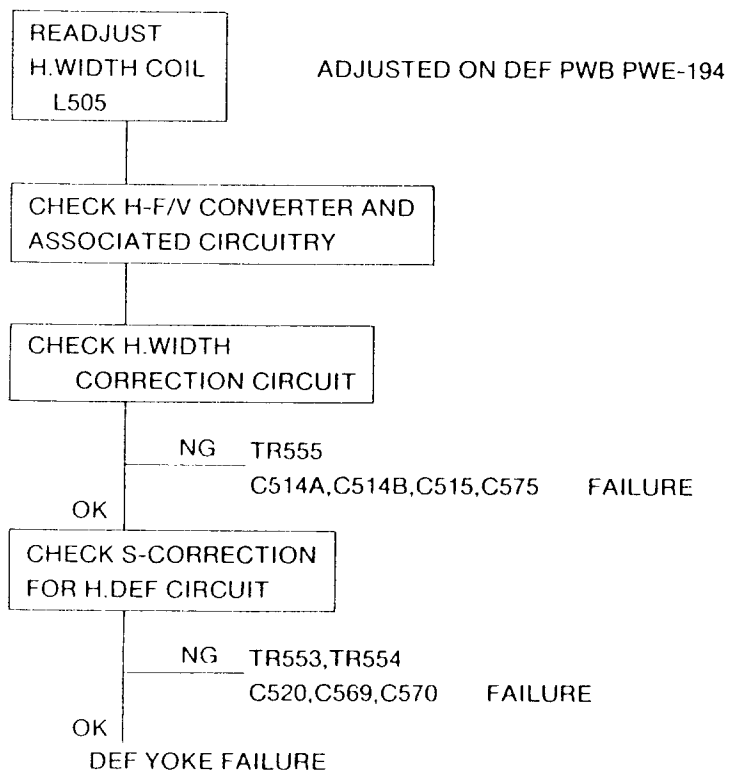 READJUST
H.WIDTH COIL
L505
ADJUSTED ON DEF PWB PWE-194
CHECK H-F/V CONVERTER AND
ASSOCIATED CIRCUITRY
CHECK H.WIDTH
CORRECTION CIRCUIT
NG TR555
C514A,C514B,C515,C575 FAILURE
OK
CHECK S-CORRECTION
FOR H.DEF CIRCUIT
NG TR553,TR554
C520,C569,C570 FAILURE
OK
DEF YOKE FAILURE